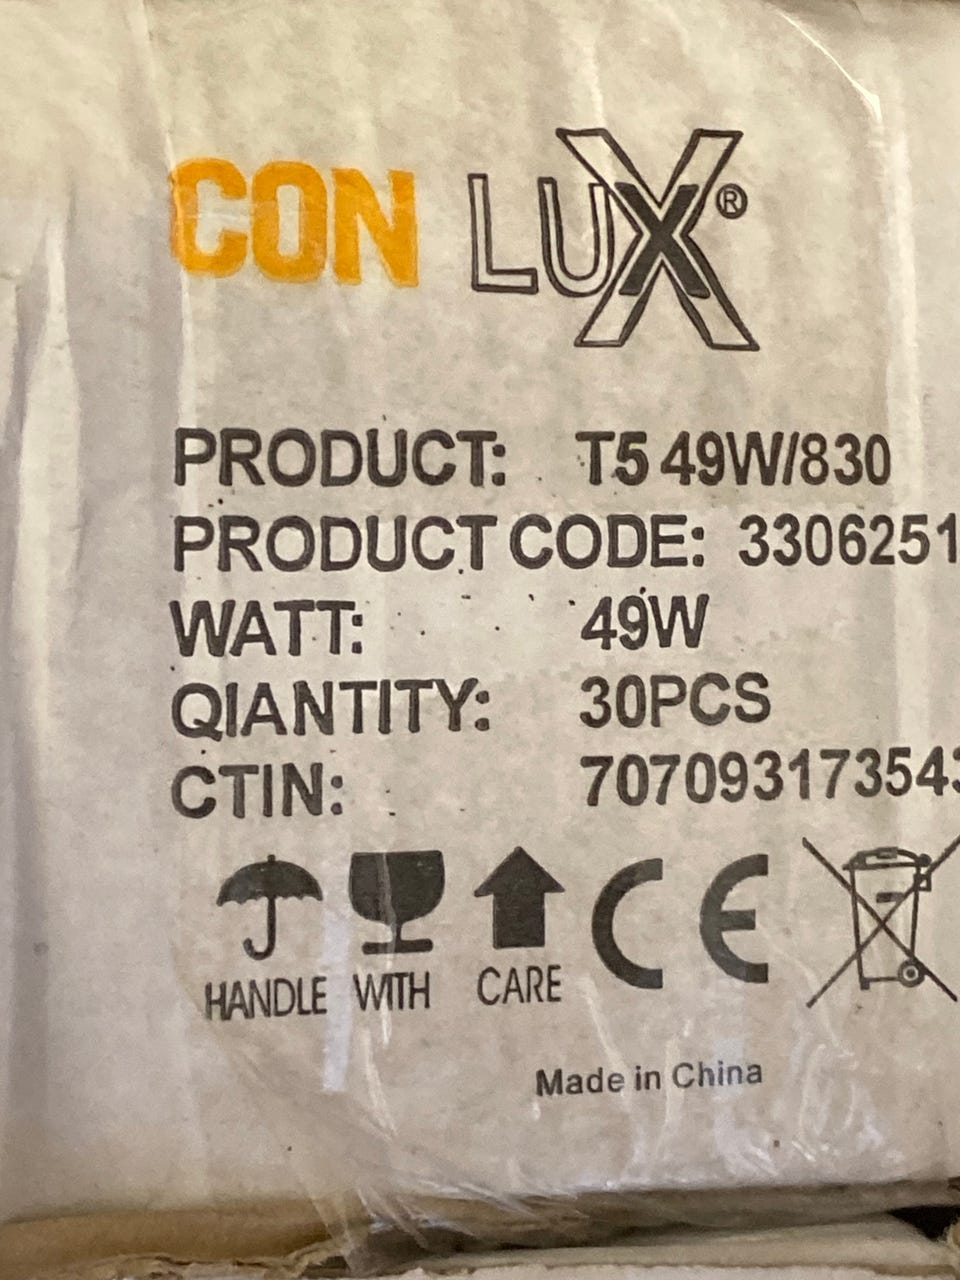 CON LUX®
PRODUCT: T5 49W/830
PRODUCT CODE: 3306251
WATT: 49W
QIANTITY: 30PCS
CTIN: 707093173543
HANDLE WITH CARE
CE
Made in China